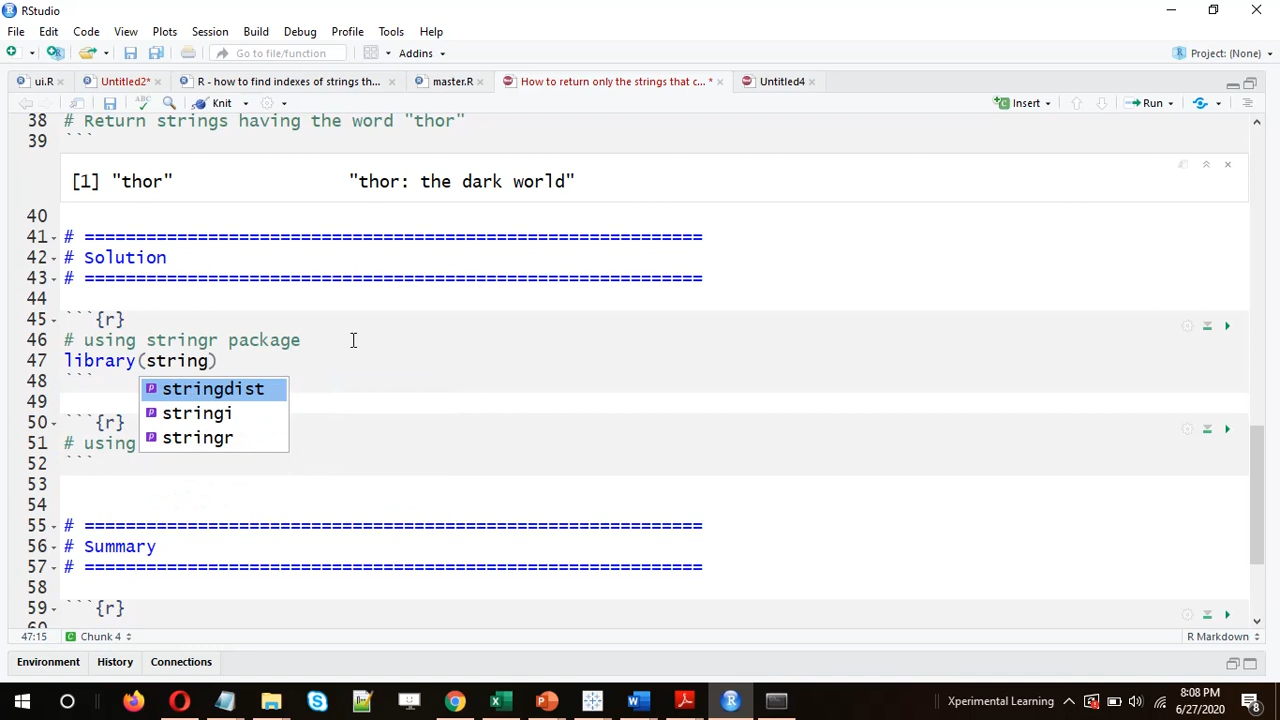 RStudio
File Edit Code View Plots Session Build Debug Profile Tools Help
Go to file/function Addins Project: (None)
ui.R Untitled2* R - how to find indexes of strings th... master.R How to return only the strings that c... * Untitled4
ABC Knit Insert Run
38 # Return strings having the word "thor"
39 ```
[1] "thor" "thor: the dark world"
40
41 # ============================================================
42 # Solution
43 # ============================================================
44
45 ```{r}
46 # using stringr package
47 library(string)
48 ```
stringdist
49
stringi
50 ```{r}
stringr
51 # using
52 ```
53
54
55 # ============================================================
56 # Summary
57 # ============================================================
58
59 ```{r}
60
47:15 Chunk 4 R Markdown
Environment History Connections
Xperimental Learning
8:08 PM
6/27/2020
8